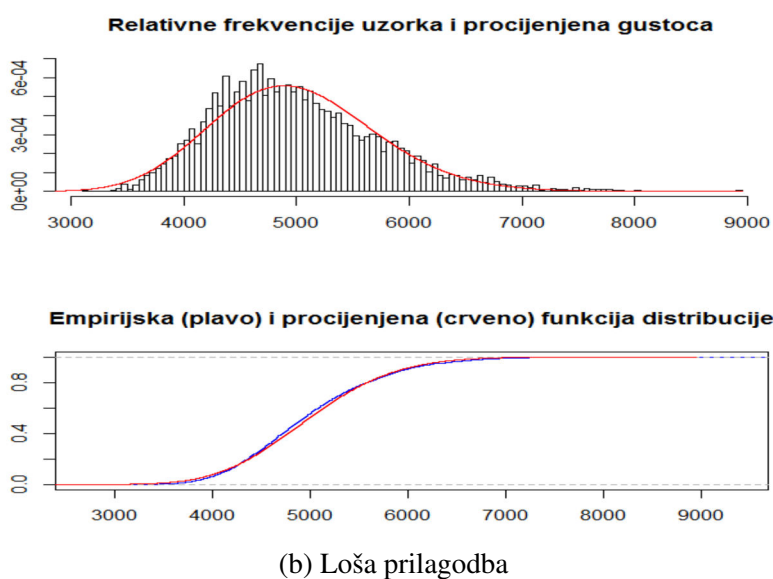 Relativne frekvencije uzorka i procijenjena gustoca
6e-04
3e-04
0e+00
3000 4000 5000 6000 7000 8000 9000
Empirijska (plavo) i procijenjena (crveno) funkcija distribucije
0.8
0.4
0.0
3000 4000 5000 6000 7000 8000 9000
(b) Loša prilagodba